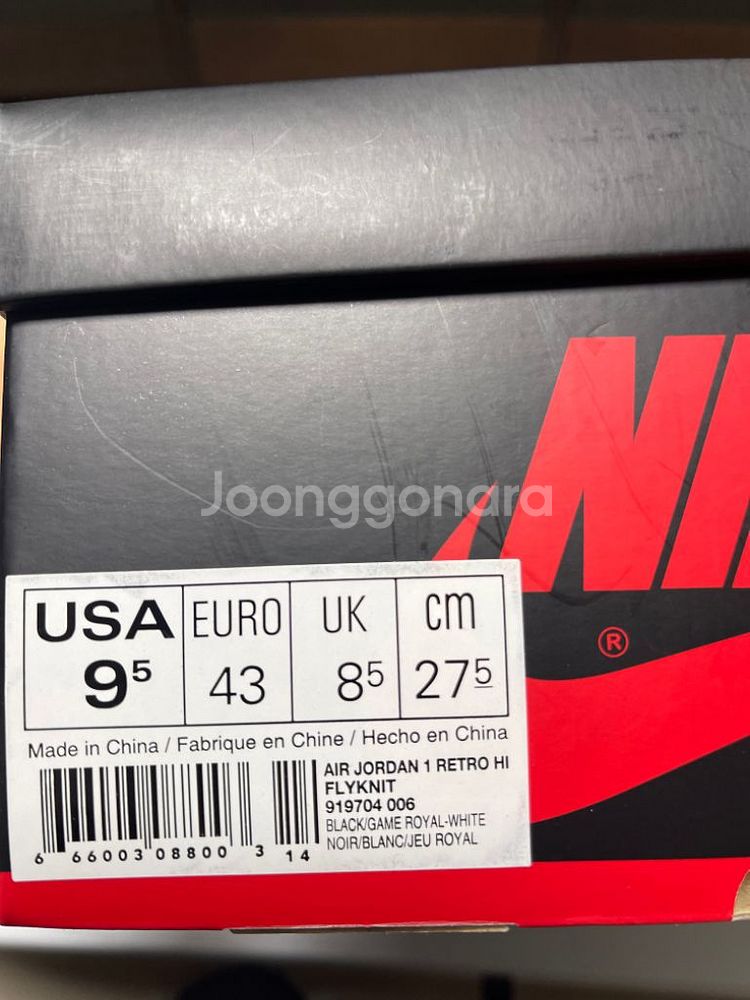 Joonggonara
NI
®
USA EURO UK cm
9⁵ 43 8⁵ 27⁵
Made in China / Fabrique en Chine / Hecho en China
AIR JORDAN 1 RETRO HI
FLYKNIT
919704 006
BLACK/GAME ROYAL-WHITE
NOIR/BLANC/JEU ROYAL
6 66003 08800 3 14